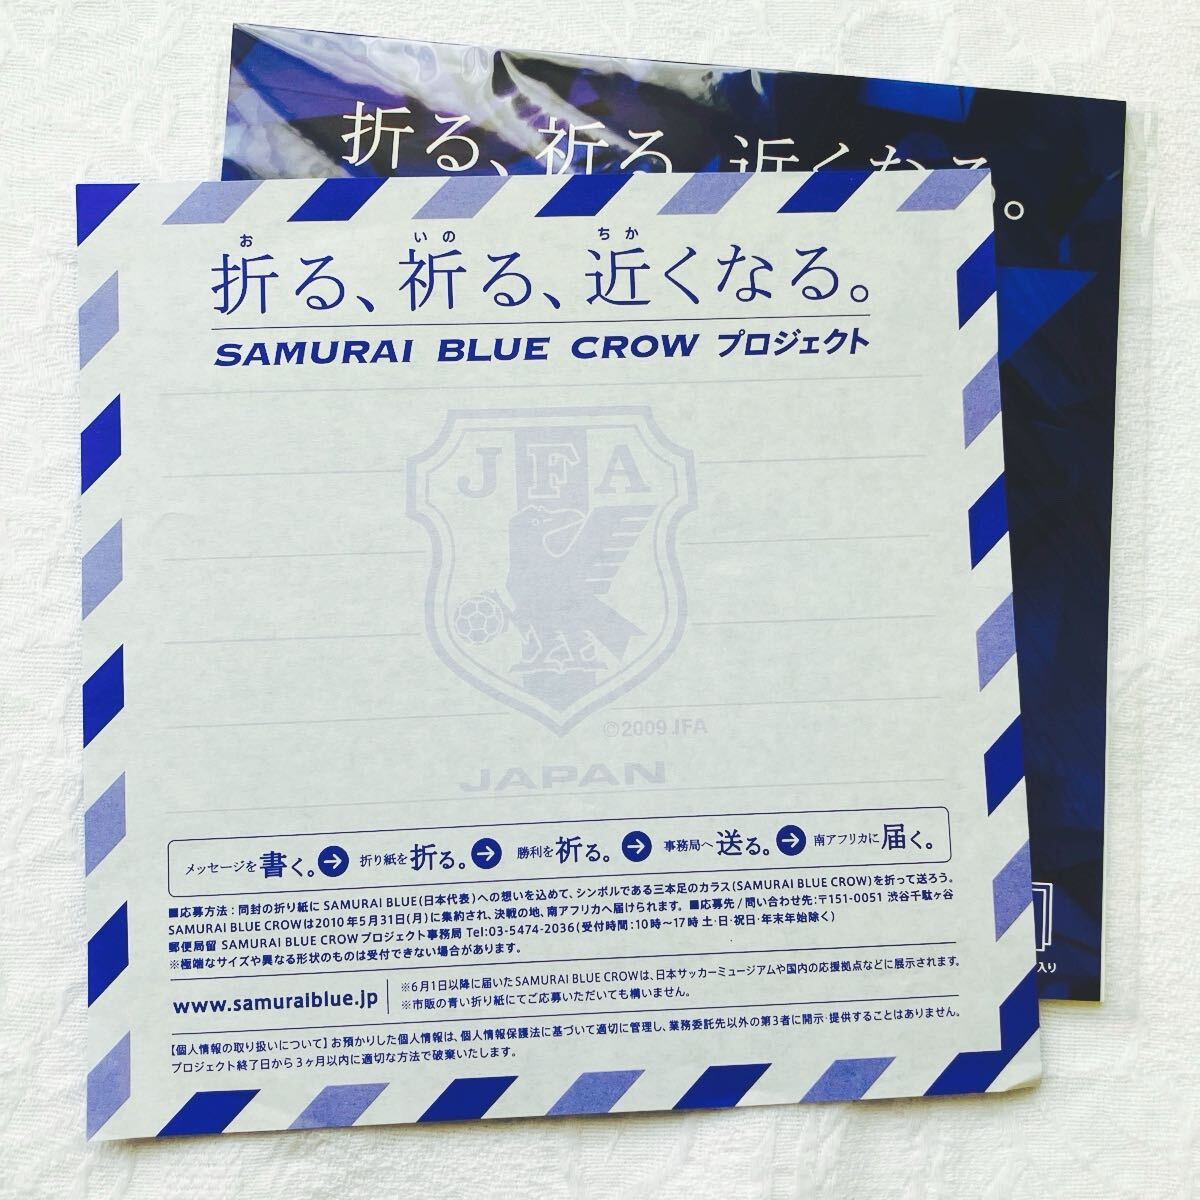 折る、祈る、近くなる。
お いの ちか
折る、祈る、近くなる。
SAMURAI BLUE CROW プロジェクト
JFA
©2009 JFA
JAPAN
メッセージを書く。→折り紙を折る。→勝利を祈る。→事務局へ送る。→南アフリカに届く。
■応募方法:同封の折り紙に SAMURAI BLUE(日本代表)への想いを込めて、シンボルである三本足のカラス(SAMURAI BLUE CROW)を折って送ろう。
SAMURAI BLUE CROWは2010年5月31日(月)に集約され、決戦の地、南アフリカへ届けられます。■応募先/問い合わせ先:〒151-0051 渋谷千駄ヶ谷
郵便局留 SAMURAI BLUE CROWプロジェクト事務局 Tel:03-5474-2036(受付時間:10時〜17時 土・日・祝日・年末年始除く)
※極端なサイズや異なる形状のものは受付できない場合があります。
www.samuraiblue.jp
※6月1日以降に届いたSAMURAI BLUE CROWは、日本サッカーミュージアムや国内の応援拠点などに展示されます。
※市販の青い折り紙にてご応募いただいても構いません。
【個人情報の取り扱いについて】お預かりした個人情報は、個人情報保護法に基づいて適切に管理し、業務委託先以外の第3者に開示・提供することはありません。
プロジェクト終了日から3ヶ月以内に適切な方法で破棄いたします。
入り